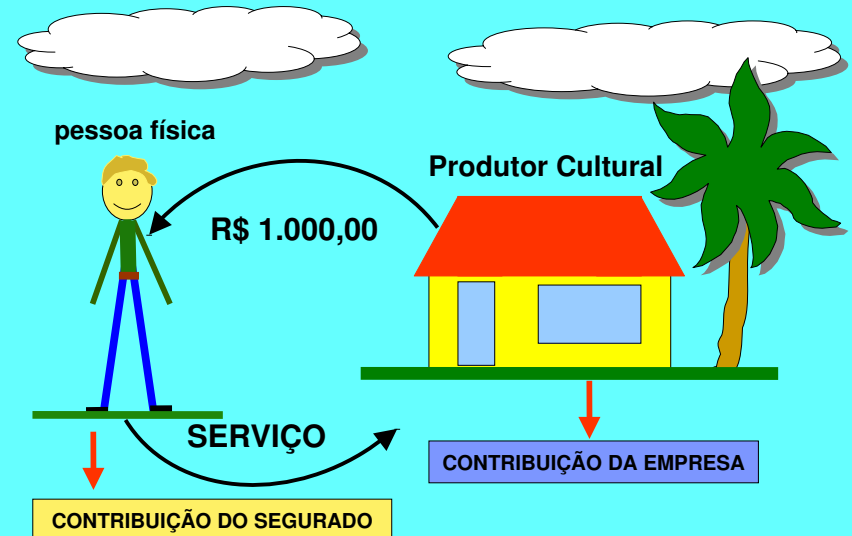 pessoa física
Produtor Cultural
R$ 1.000,00
SERVIÇO
CONTRIBUIÇÃO DA EMPRESA
CONTRIBUIÇÃO DO SEGURADO